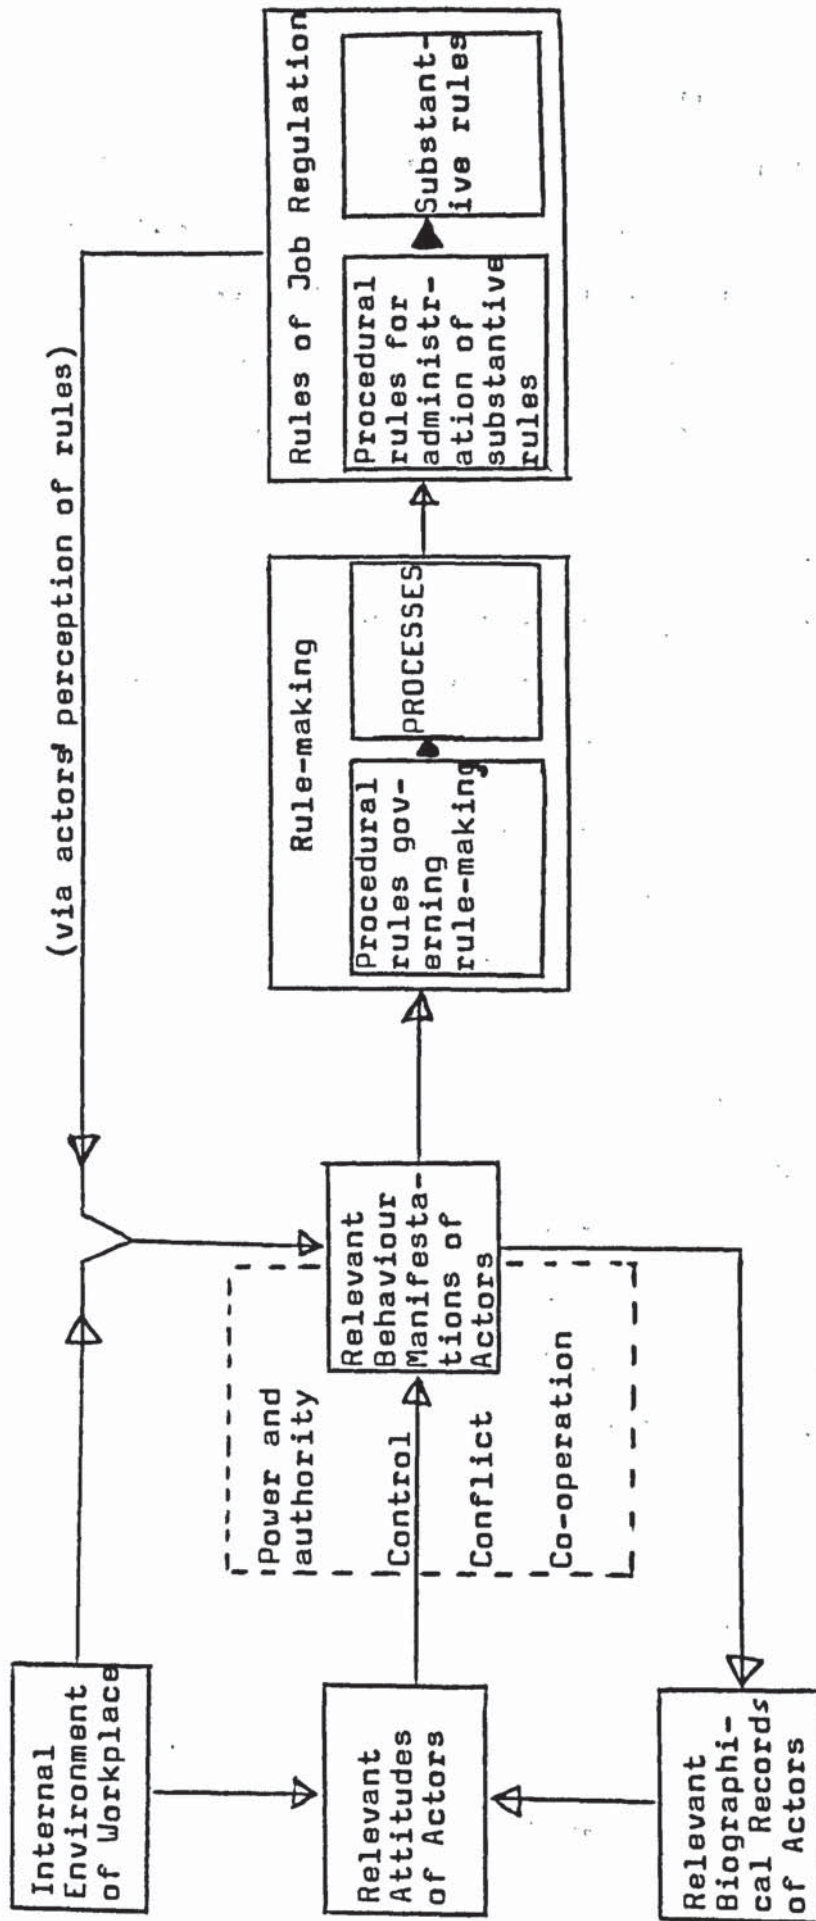 (via actors' perception of rules)
Internal
Environment
of Workplace
Relevant
Attitudes
of Actors
Relevant
Biographi-
cal Records
of Actors
Power and
authority
Control
Conflict
Co-operation
Relevant
Behaviour
Manifesta-
tions of
Actors
Rule-making
Procedural
rules gov-
erning
rule-making
PROCESSES
Rules of Job Regulation
Procedural
rules for
administr-
ation of
substantive
rules
Substant-
ive rules